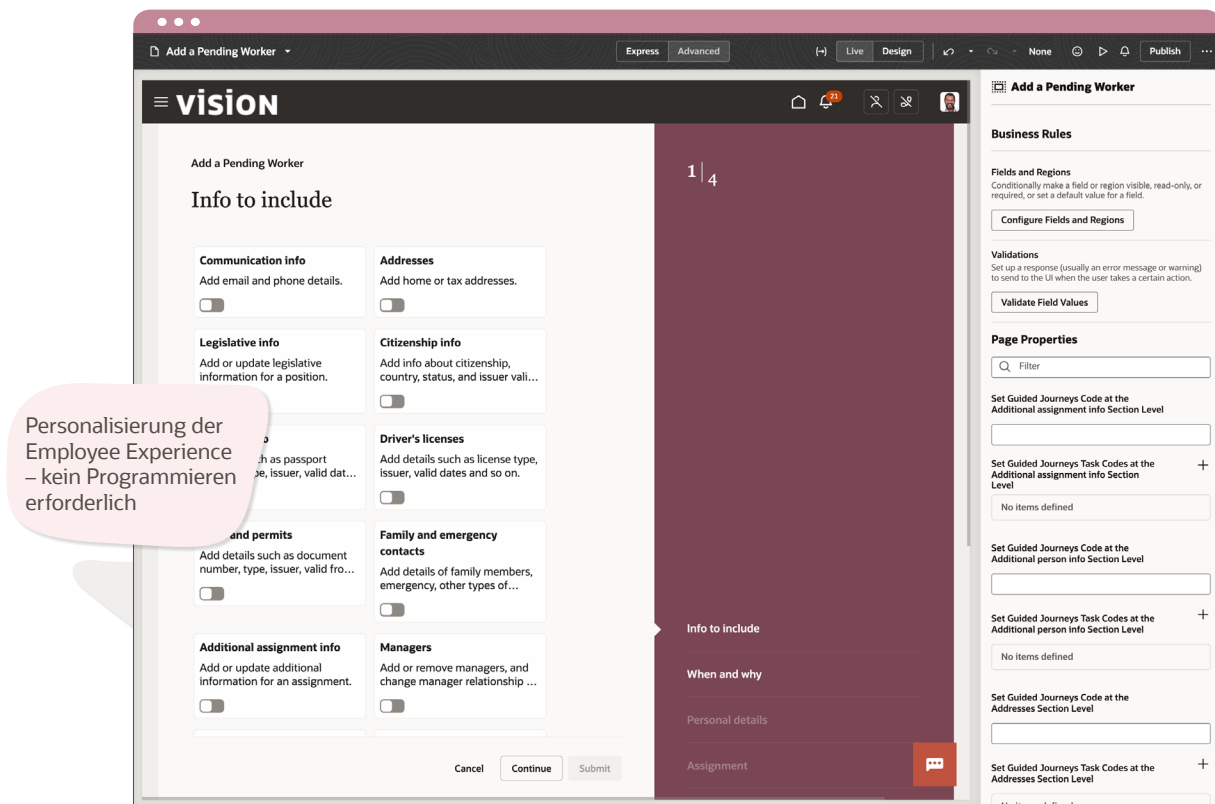 Add a Pending Worker
Express
Advanced
Live
Design
None
Publish
vision
21
Add a Pending Worker
Info to include
Communication info
Add email and phone details.
Addresses
Add home or tax addresses.
Legislative info
Add or update legislative
information for a position.
Citizenship info
Add info about citizenship,
country, status, and issuer vali...
Driver's licenses
Add details such as license type,
issuer, valid dates and so on.
as passport
issuer, valid dat...
and permits
Add details such as document
number, type, issuer, valid fro...
Family and emergency
contacts
Add details of family members,
emergency, other types of...
Additional assignment info
Add or update additional
information for an assignment.
Managers
Add or remove managers, and
change manager relationship ...
Cancel
Continue
Submit
1 | 4
Info to include
When and why
Personal details
Assignment
Personalisierung der
Employee Experience
– kein Programmieren
erforderlich
Add a Pending Worker
Business Rules
Fields and Regions
Conditionally make a field or region visible, read-only, or
required, or set a default value for a field.
Configure Fields and Regions
Validations
Set up a response (usually an error message or warning)
to send to the UI when the user takes a certain action.
Validate Field Values
Page Properties
Filter
Set Guided Journeys Code at the
Additional assignment info Section Level
Set Guided Journeys Task Codes at the
Additional assignment info Section
Level
No items defined
Set Guided Journeys Code at the
Additional person info Section Level
Set Guided Journeys Task Codes at the
Additional person info Section Level
No items defined
Set Guided Journeys Code at the
Addresses Section Level
Set Guided Journeys Task Codes at the
Addresses Section Level